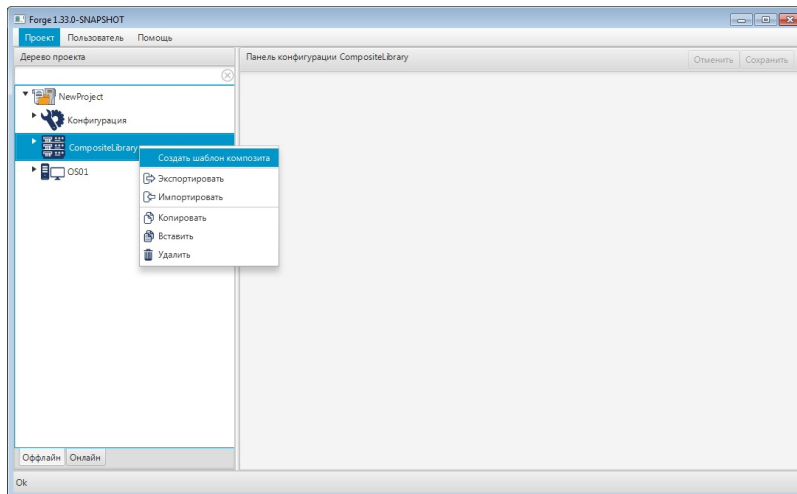 Forge 1.33.0-SNAPSHOT
Проект Пользователь Помощь
Дерево проекта
Панель конфигурации CompositeLibrary
Отменить Сохранить
NewProject
Конфигурация
CompositeLibrary
Создать шаблон композита
OS01
Экспортировать
Импортировать
Копировать
Вставить
Удалить
Оффлайн Онлайн
Ok